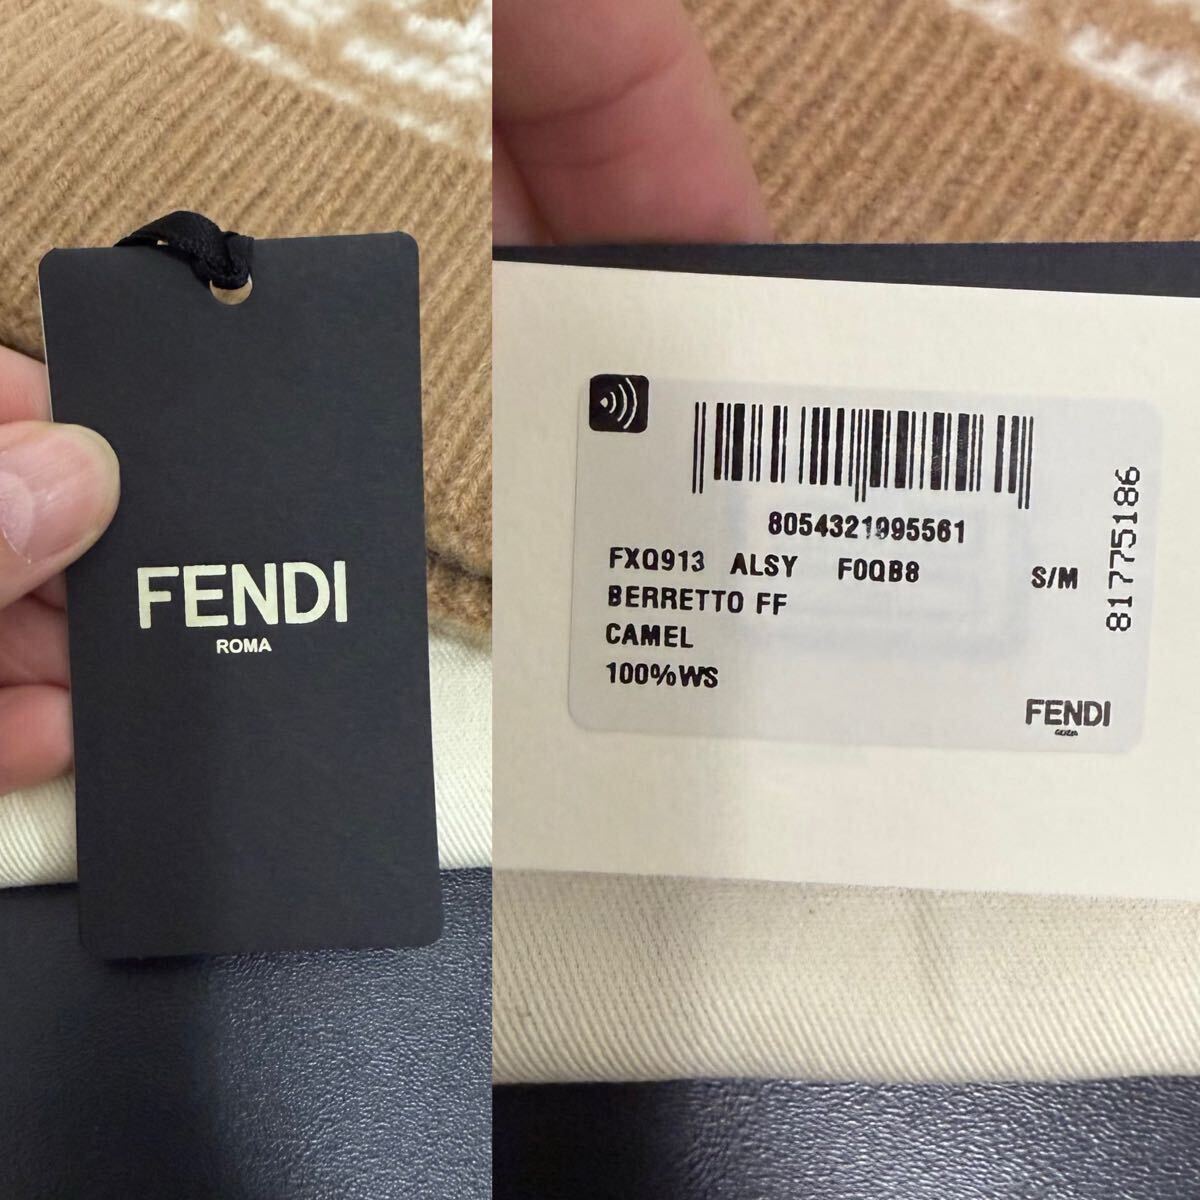 FENDI
ROMA
8054321995561
FXQ913 ALSY F0QB8 S/M
BERRETTO FF
CAMEL
100%WS
81775186
FENDI